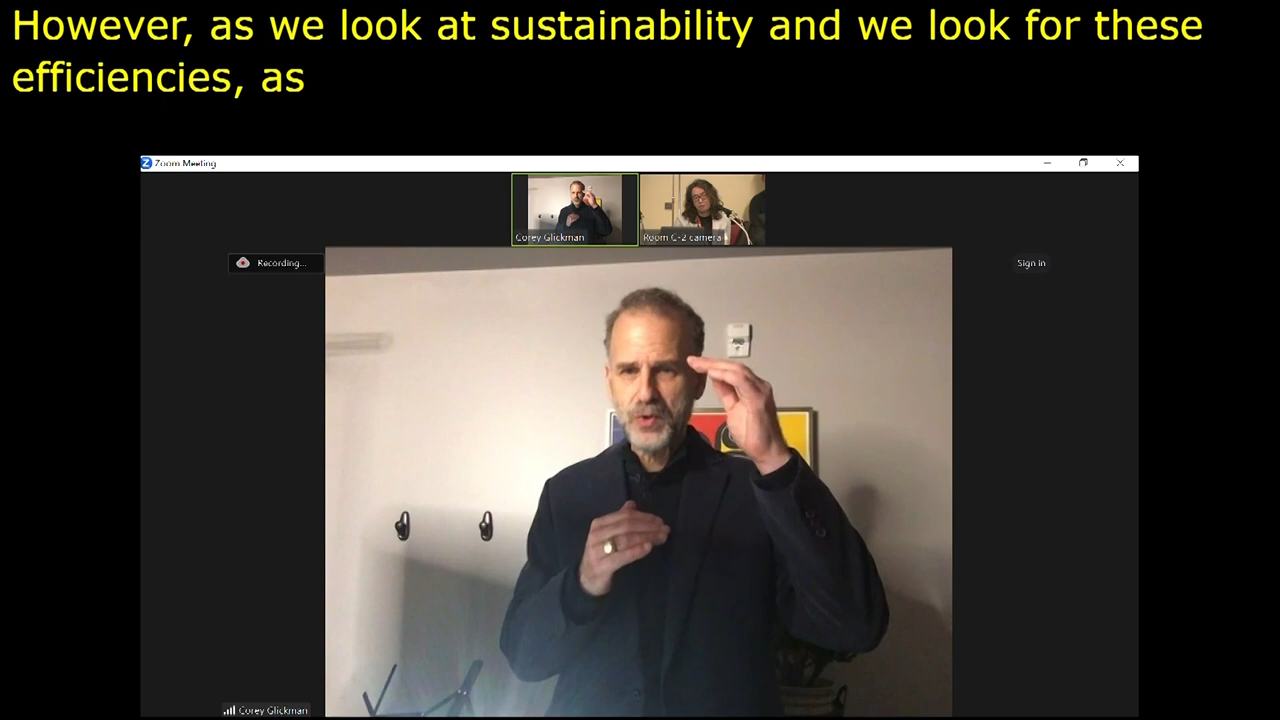 However, as we look at sustainability and we look for these
efficiencies, as
Zoom Meeting
Corey Glickman
Room C-2 camera
Recording...
Sign in
Corey Glickman